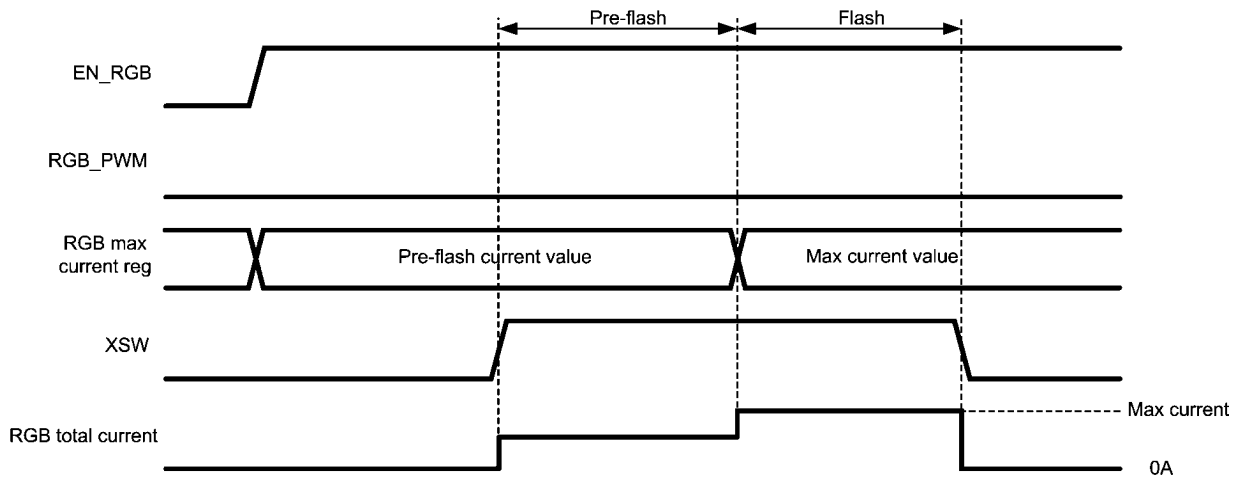 Pre-flash
Flash
EN_RGB
RGB_PWM
RGB max
current reg
Pre-flash current value
Max current value
XSW
Max current
RGB total current
0A